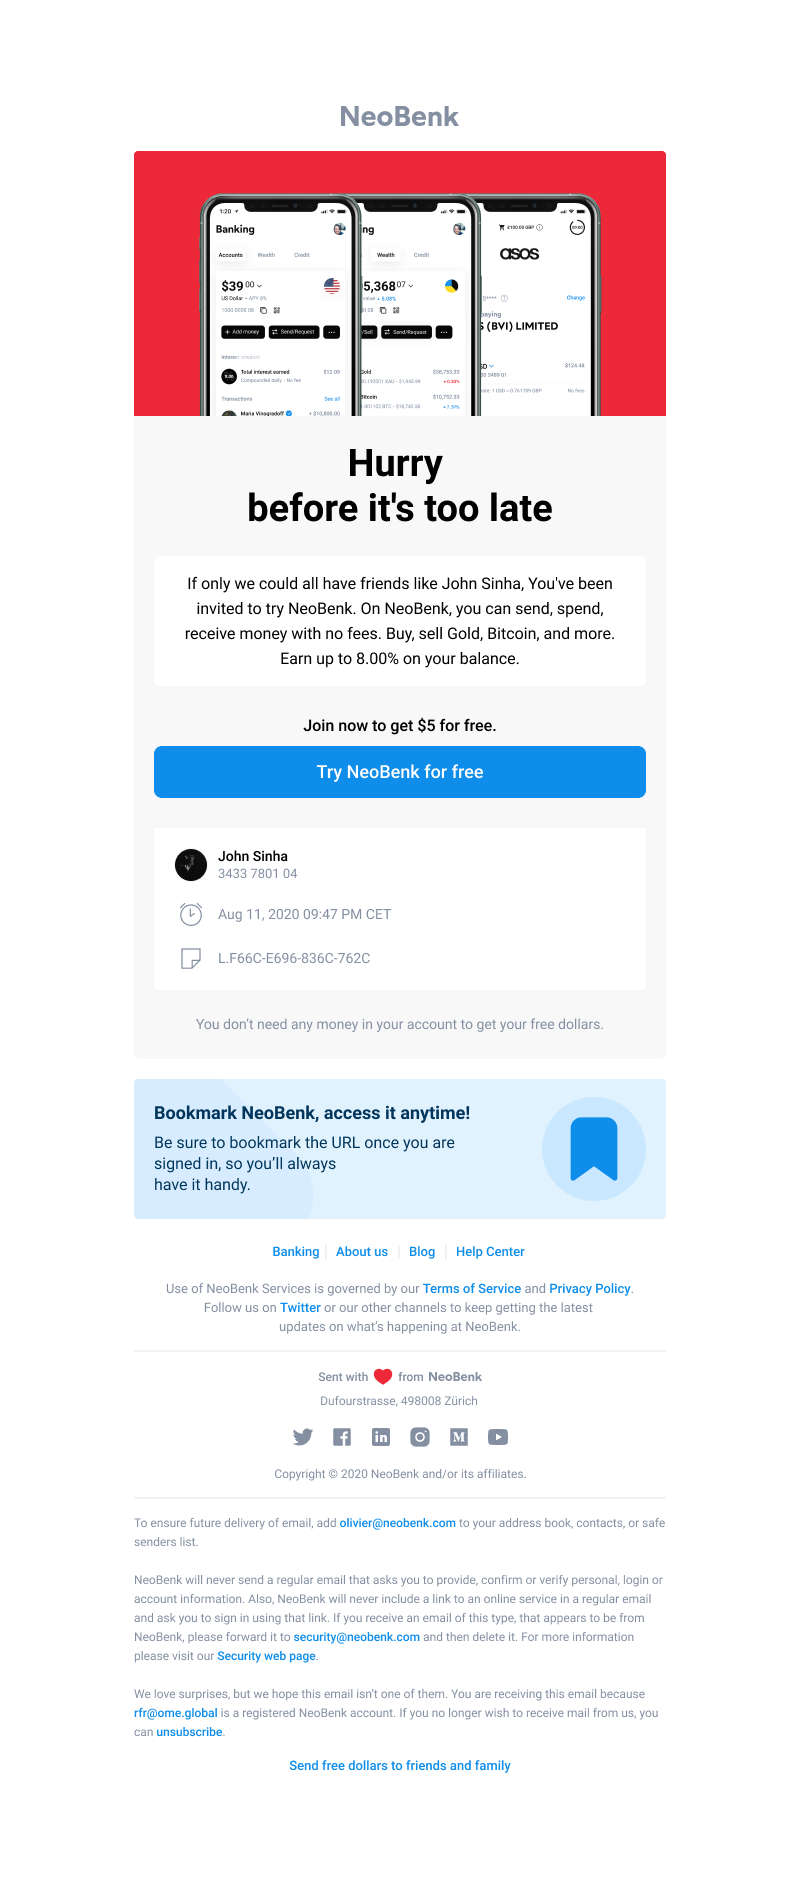 NeoBenk
1:20
Banking
Accounts Wealth Credit
$39 00
US Dollar • APY 8%
1000 0000 08
+ Add money Send/Request ...
Total interest earned $12.09
Compounded daily • No fee
Transactions See all
Maria Vinogradoff + $10,800.00
ng
Wealth Credit
5,368 07
value + 5.08%
/Sell Send/Request ...
Gold $58,753.33
Bitcoin $10,752.33
£100.00 GBP
asos
Change
paying
S (BVI) LIMITED
SD $124.48
No fees
Hurry
before it's too late
If only we could all have friends like John Sinha, You've been
invited to try NeoBenk. On NeoBenk, you can send, spend,
receive money with no fees. Buy, sell Gold, Bitcoin, and more.
Earn up to 8.00% on your balance.
Join now to get $5 for free.
Try NeoBenk for free
John Sinha
3433 7801 04
Aug 11, 2020 09:47 PM CET
L.F66C-E696-836C-762C
You don’t need any money in your account to get your free dollars.
Bookmark NeoBenk, access it anytime!
Be sure to bookmark the URL once you are
signed in, so you’ll always
have it handy.
Banking About us Blog Help Center
Use of NeoBenk Services is governed by our Terms of Service and Privacy Policy.
Follow us on Twitter or our other channels to keep getting the latest
updates on what’s happening at NeoBenk.
Sent with from NeoBenk
Dufourstrasse, 498008 Zürich
Copyright © 2020 NeoBenk and/or its affiliates.
To ensure future delivery of email, add olivier@neobenk.com to your address book, contacts, or safe
senders list.
NeoBenk will never send a regular email that asks you to provide, confirm or verify personal, login or
account information. Also, NeoBenk will never include a link to an online service in a regular email
and ask you to sign in using that link. If you receive an email of this type, that appears to be from
NeoBenk, please forward it to security@neobenk.com and then delete it. For more information
please visit our Security web page.
We love surprises, but we hope this email isn’t one of them. You are receiving this email because
rfr@ome.global is a registered NeoBenk account. If you no longer wish to receive mail from us, you
can unsubscribe.
Send free dollars to friends and family